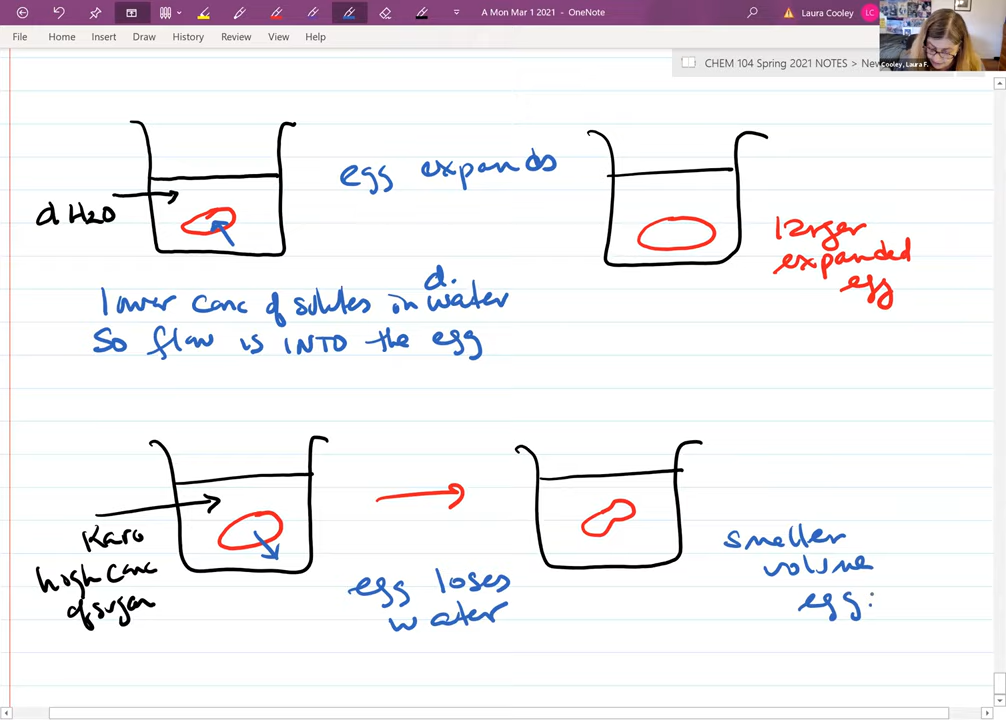 A Mon Mar 1 2021 - OneNote
Laura Cooley
LC
File Home Insert Draw History Review View Help
CHEM 104 Spring 2021 NOTES > New
Cooley, Laura F.
egg expands
d H2O
larger
expanded
egg
d.
lower conc of solutes in water
So flow is INTO the egg
Karo
high conc
of sugar
egg loses
water
smaller
volume
egg: